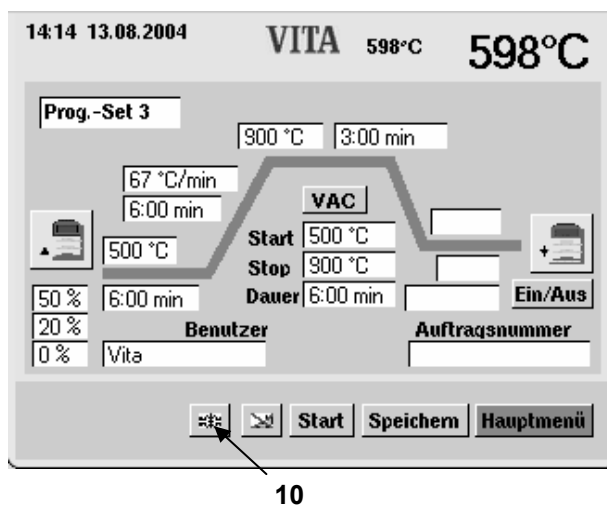 14:14 13.08.2004 VITA 598°C 598°C
Prog.-Set 3
900 °C 3:00 min
67 °C/min
6:00 min VAC
500 °C Start 500 °C
Stop 900 °C
50 % 6:00 min Dauer 6:00 min Ein/Aus
20 % Benutzer Auftragsnummer
0 % Vita
Start Speichern Hauptmenü
10